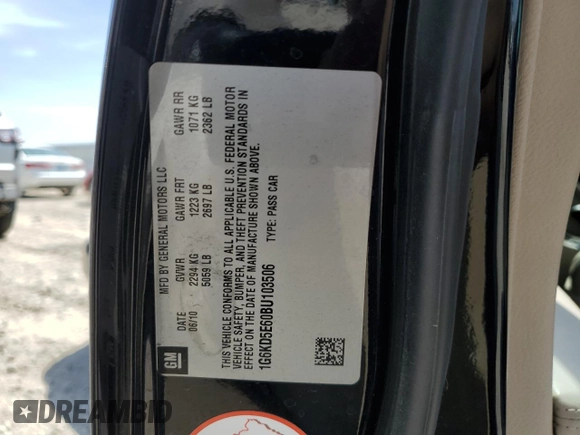 MFD BY GENERAL MOTORS LLC
DATE GVWR GAWR FRT GAWR RR
06/10 2294 KG 1223 KG 1071 KG
5059 LB 2697 LB 2362 LB
THIS VEHICLE CONFORMS TO ALL APPLICABLE U.S. FEDERAL MOTOR
VEHICLE SAFETY, BUMPER, AND THEFT PREVENTION STANDARDS IN
EFFECT ON THE DATE OF MANUFACTURE SHOWN ABOVE.
1G6KD5E60BU103506 TYPE: PASS CAR
GM
DREAMBID